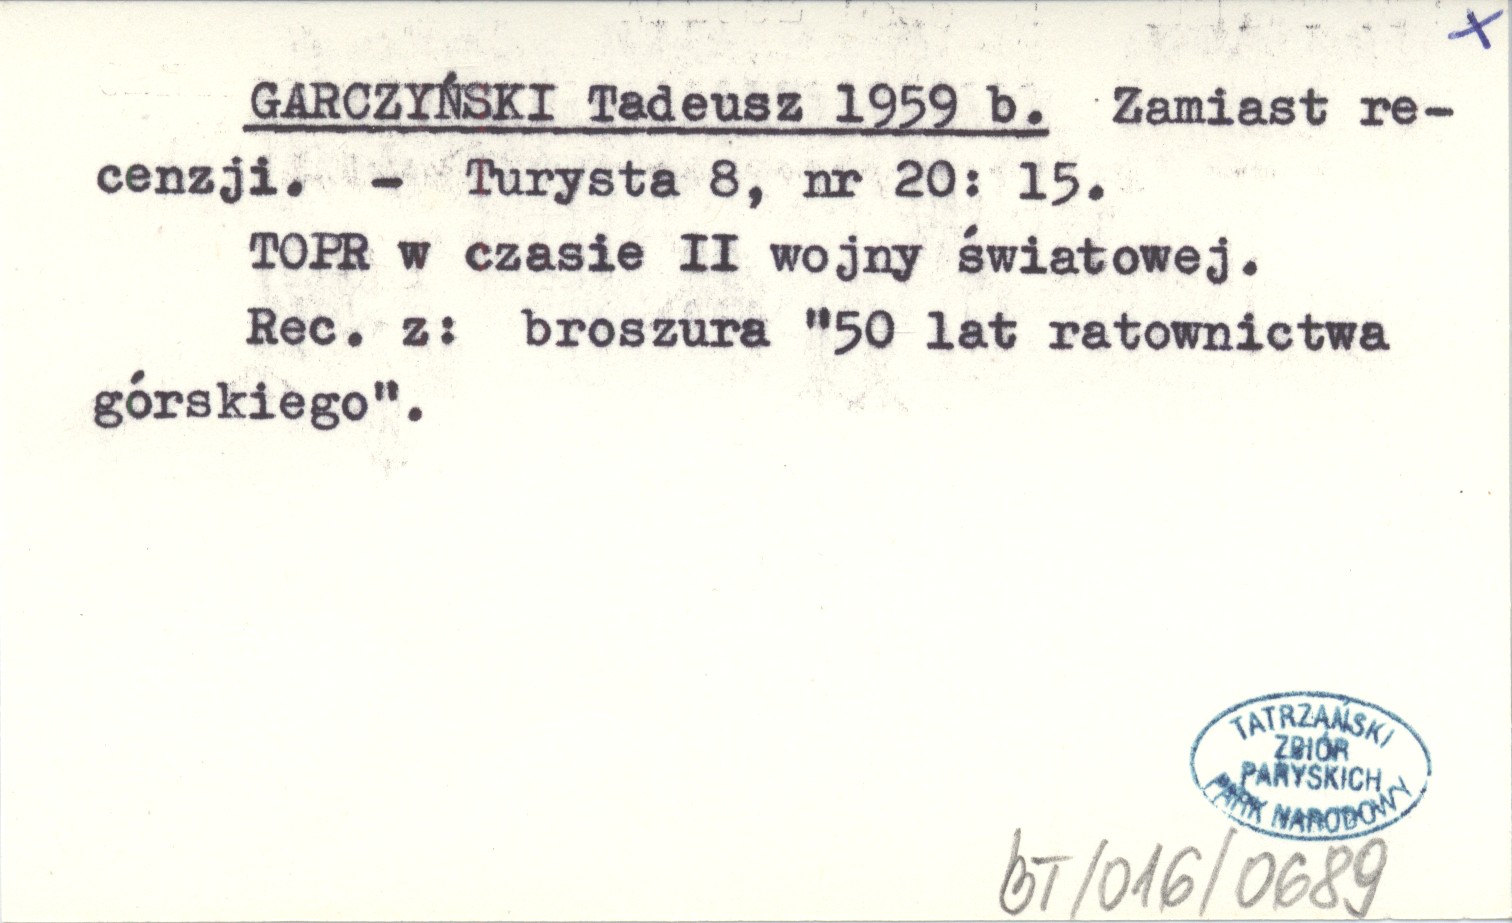 x
GARCZYŃSKI Tadeusz 1959 b. Zamiast re-
cenzji. - Turysta 8, nr 20: 15.
TOPR w czasie II wojny światowej.
Rec. z: broszura "50 lat ratownictwa
górskiego".
TATRZAŃSKI
ZBIÓR
PARYSKICH
PARK NARODOWY
BT/016/0689